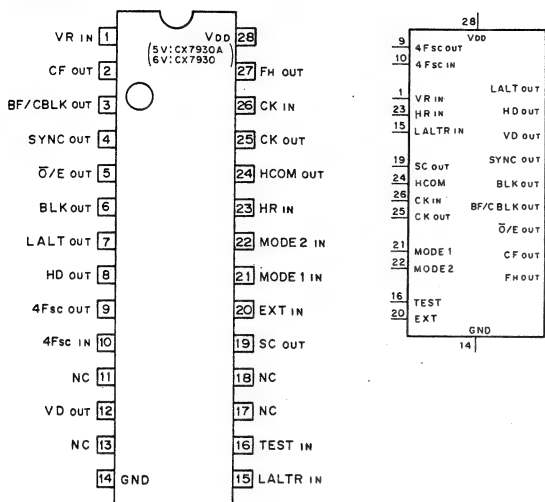 VR IN 1
CF OUT 2
BF/CBLK OUT 3
SYNC OUT 4
O̅/E OUT 5
BLK OUT 6
LALT OUT 7
HD OUT 8
4Fsc OUT 9
4Fsc IN 10
NC 11
VD OUT 12
NC 13
14 GND
VDD 28
(5V:CX7930A
6V:CX7930)
27 FH OUT
26 CK IN
25 CK OUT
24 HCOM OUT
23 HR IN
22 MODE 2 IN
21 MODE 1 IN
20 EXT IN
19 SC OUT
18 NC
17 NC
16 TEST IN
15 LALTR IN
28
VDD
9 4Fsc OUT
10 4Fsc IN
1 VR IN
23 HR IN
15 LALTR IN
19 SC OUT
24 HCOM
26 CK IN
25 CK OUT
21 MODE 1
22 MODE 2
16 TEST
20 EXT
LALT OUT
HD OUT
VD OUT
SYNC OUT
BLK OUT
BF/CBLK OUT
O̅/E OUT
CF OUT
FH OUT
GND
14